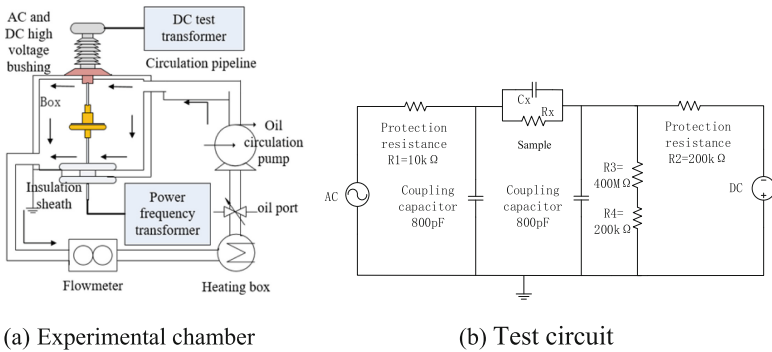 AC and
DC high
voltage
bushing
DC test
transformer
Circulation pipeline
Box
Oil
circulation
pump
Insulation
sheath
Power
frequency
transformer
oil port
Flowmeter
Heating box
(a) Experimental chamber
Cx
Rx
Sample
Protection
resistance
R1=10kΩ
Protection
resistance
R2=200kΩ
AC
Coupling
capacitor
800pF
Coupling
capacitor
800pF
R3=
400MΩ
R4=
200kΩ
DC
−
+
(b) Test circuit